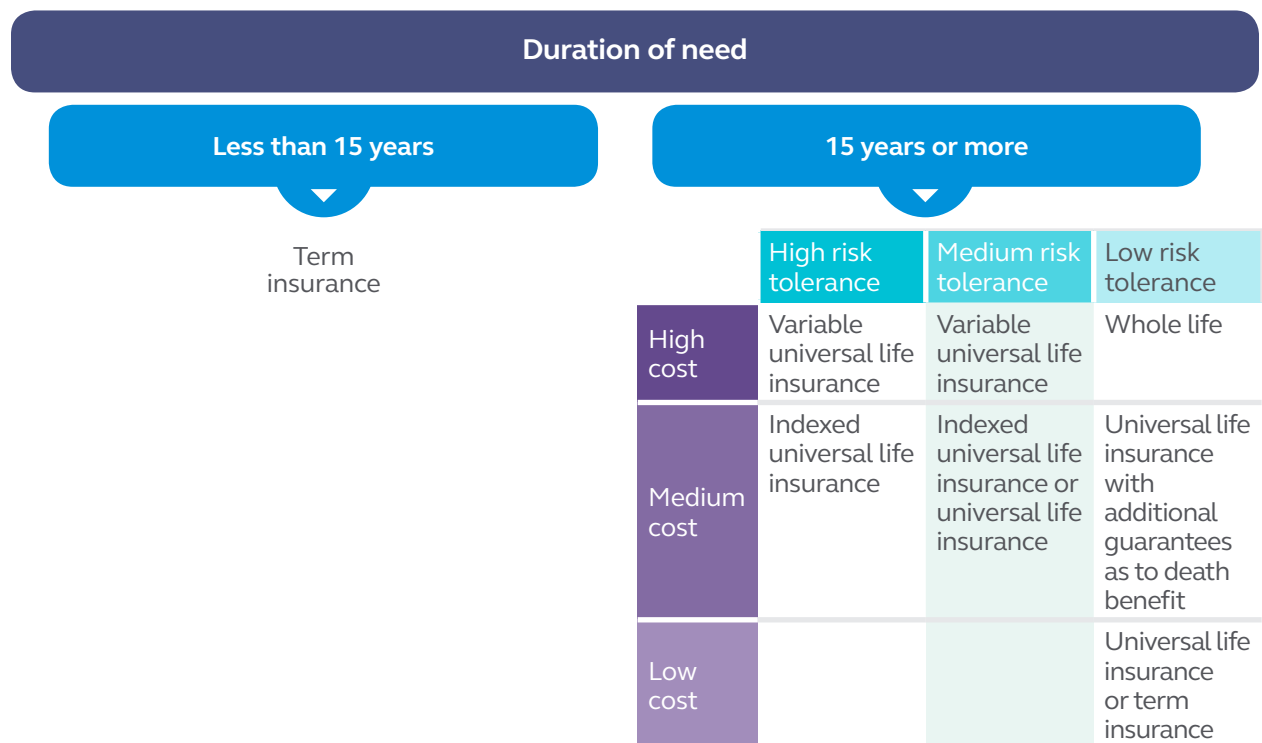 Duration of need
Less than 15 years
15 years or more
Term
insurance
High risk
tolerance
Medium risk
tolerance
Low risk
tolerance
High
cost
Variable
universal life
insurance
Variable
universal life
insurance
Whole life
Medium
cost
Indexed
universal life
insurance
Indexed
universal life
insurance or
universal life
insurance
Universal life
insurance
with
additional
guarantees
as to death
benefit
Low
cost
Universal life
insurance
or term
insurance